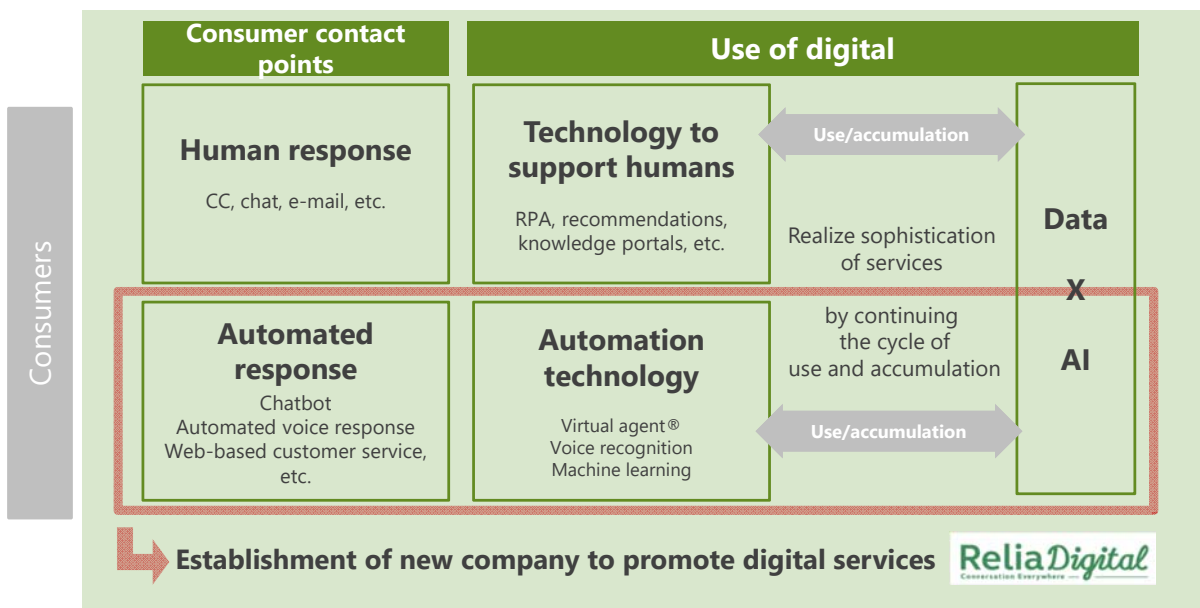 Consumer contact
points
Use of digital
Consumers
Human response
CC, chat, e-mail, etc.
Technology to
support humans
RPA, recommendations,
knowledge portals, etc.
Use/accumulation
Realize sophistication
of services
by continuing
the cycle of
use and accumulation
Use/accumulation
Data
X
AI
Automated
response
Chatbot
Automated voice response
Web-based customer service,
etc.
Automation
technology
Virtual agent®
Voice recognition
Machine learning
Establishment of new company to promote digital services
ReliaDigital
Conversation Everywhere